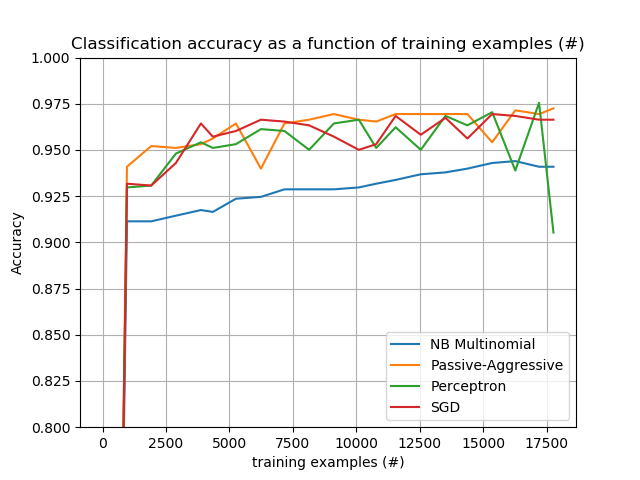 Classification accuracy as a function of training examples (#)
1.000
0.975
0.950
0.925
0.900
0.875
0.850
0.825
0.800
Accuracy
0 2500 5000 7500 10000 12500 15000 17500
training examples (#)
NB Multinomial
Passive-Aggressive
Perceptron
SGD